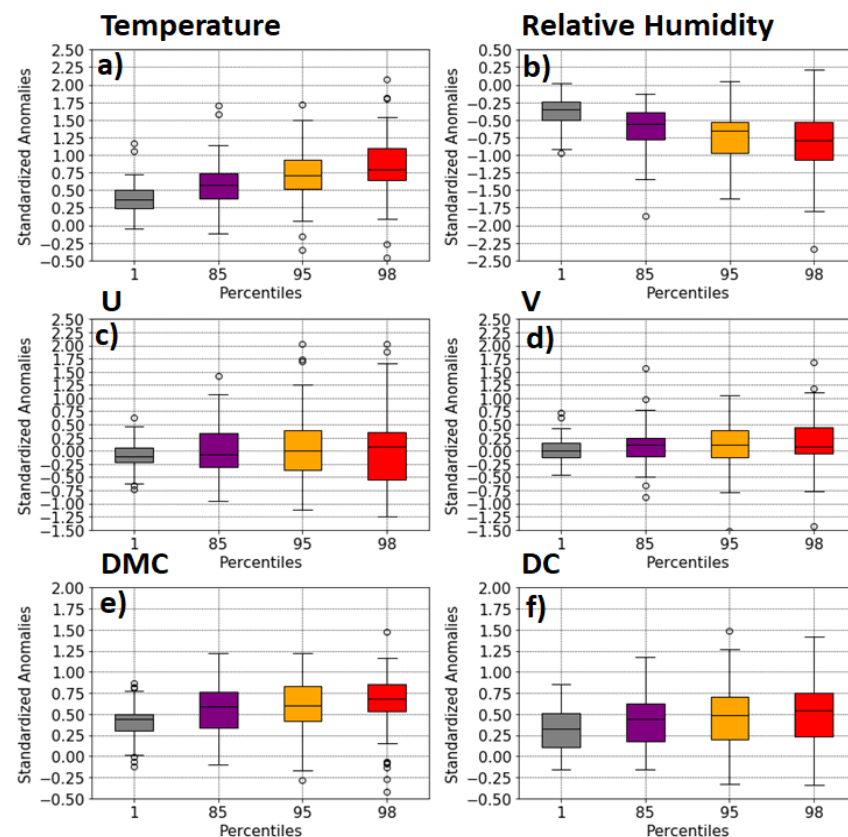 Temperature
Relative Humidity
a)
b)
Standardized Anomalies
2.50
2.25
2.00
1.75
1.50
1.25
1.00
0.75
0.50
0.25
0.00
−0.25
−0.50
1 85 95 98
Percentiles
Standardized Anomalies
0.50
0.25
0.00
−0.25
−0.50
−0.75
−1.00
−1.25
−1.50
−1.75
−2.00
−2.25
−2.50
1 85 95 98
Percentiles
U
V
c)
d)
Standardized Anomalies
2.50
2.25
2.00
1.75
1.50
1.25
1.00
0.75
0.50
0.25
0.00
−0.25
−0.50
−0.75
−1.00
−1.25
−1.50
1 85 95 98
Percentiles
Standardized Anomalies
2.50
2.25
2.00
1.75
1.50
1.25
1.00
0.75
0.50
0.25
0.00
−0.25
−0.50
−0.75
−1.00
−1.25
−1.50
1 85 95 98
Percentiles
DMC
DC
e)
f)
Standardized Anomalies
2.00
1.75
1.50
1.25
1.00
0.75
0.50
0.25
0.00
−0.25
−0.50
1 85 95 98
Percentiles
Standardized Anomalies
2.00
1.75
1.50
1.25
1.00
0.75
0.50
0.25
0.00
−0.25
−0.50
1 85 95 98
Percentiles